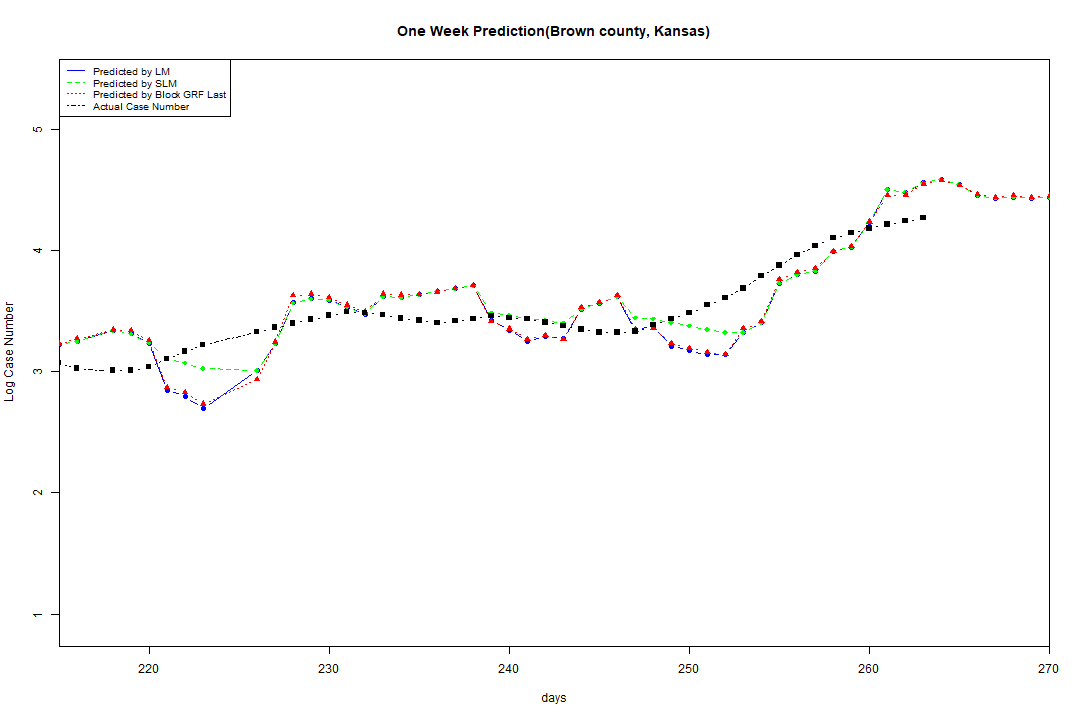 One Week Prediction(Brown county, Kansas)
Predicted by LM
Predicted by SLM
Predicted by Block GRF Last
Actual Case Number
5
4
3
2
1
Log Case Number
220 230 240 250 260 270
days